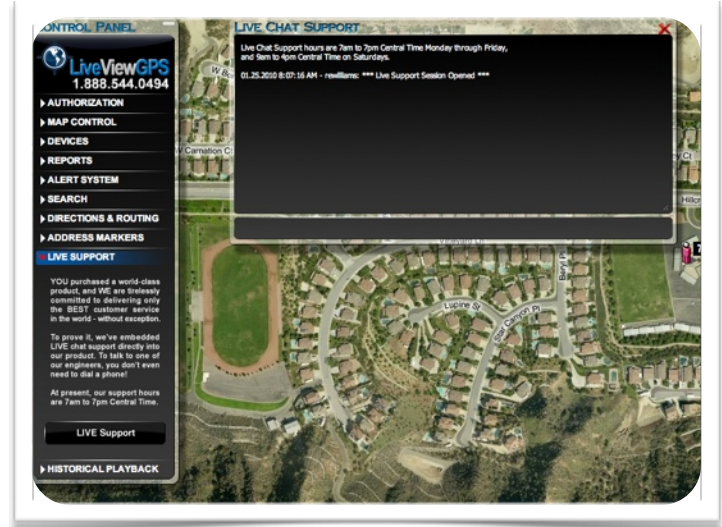 CONTROL PANEL
LiveViewGPS
1.888.544.0494
AUTHORIZATION
MAP CONTROL
DEVICES
REPORTS
ALERT SYSTEM
SEARCH
DIRECTIONS & ROUTING
ADDRESS MARKERS
LIVE SUPPORT
YOU purchased a world-class
product, and WE are tirelessly
committed to delivering only
the BEST customer service
in the world - without exception.
To prove it, we've embedded
LIVE chat support directly into
our product. To talk to one of
our engineers, you don't even
need to dial a phone!
At present, our support hours
are 7am to 7pm Central Time.
LIVE Support
HISTORICAL PLAYBACK
LIVE CHAT SUPPORT
Live Chat Support hours are 7am to 7pm Central Time Monday through Friday,
and 9am to 4pm Central Time on Saturdays.
01.25.2010 8:07:16 AM - rewilliams: *** Live Support Session Opened ***
W Carnation Ct
Ct
Hillcr
Beryl Pl
Lupine St
Star Canyon Pl